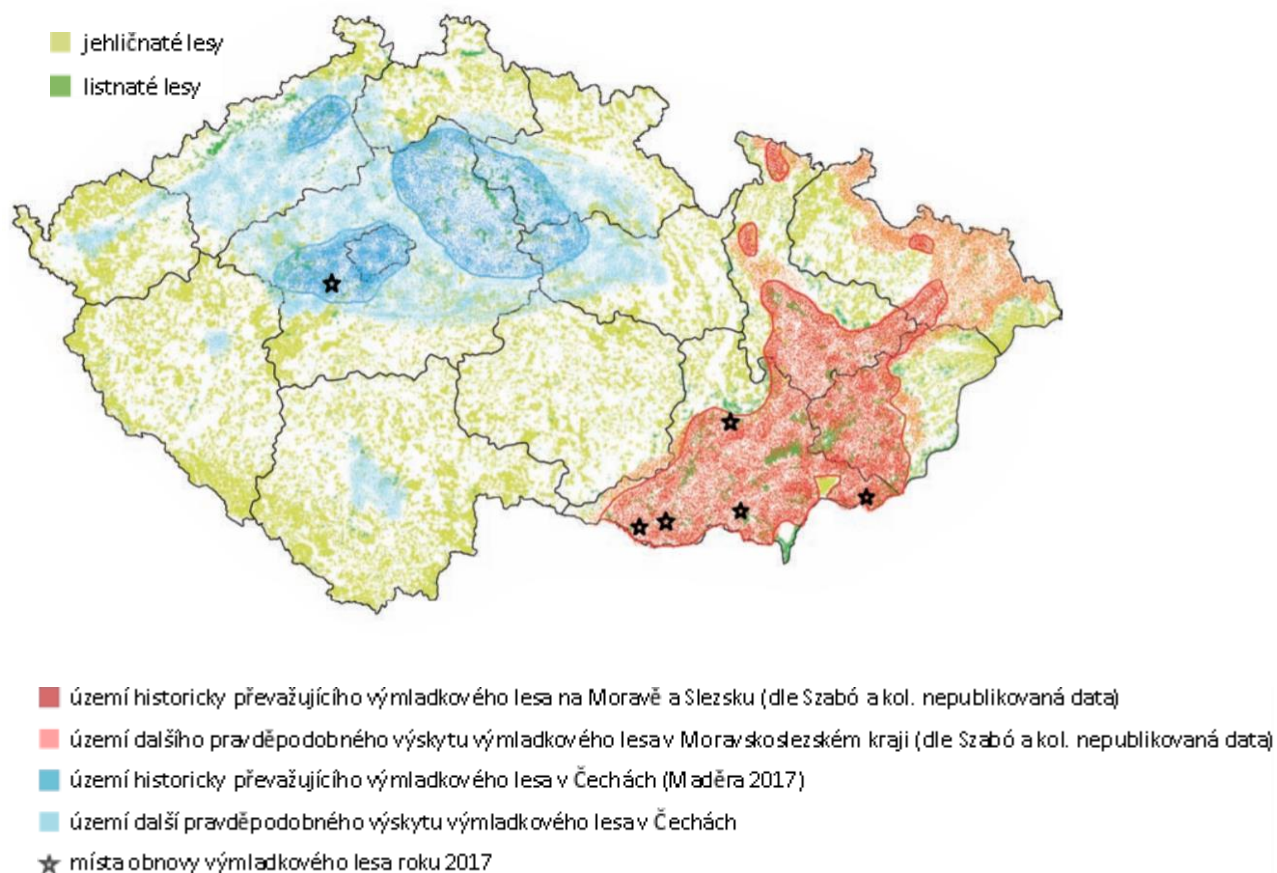 jehličnaté lesy
listnaté lesy
území historicky převažujícího výmladkového lesa na Moravě a Slezsku (dle Szabó a kol. nepublikovaná data)
území dalšího pravděpodobného výskytu výmladkového lesa v Moravskoslezském kraji (dle Szabó a kol. nepublikovaná data)
území historicky převažujícího výmladkového lesa v Čechách (Maděra 2017)
území další pravděpodobného výskytu výmladkového lesa v Čechách
místa obnovy výmladkového lesa roku 2017